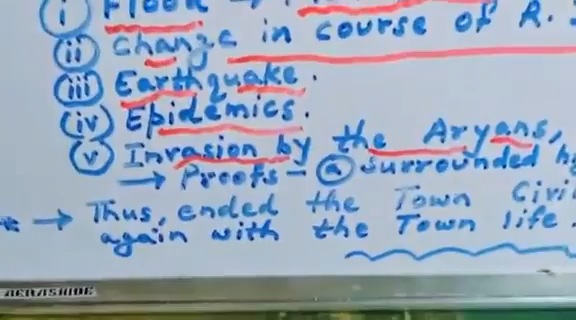 (i) Flood →
(ii) Change in course of R.
(iii) Earthquake.
(iv) Epidemics.
(v) Invasion by the Aryans,
→ Proofs - (a) surrounded
* → Thus, ended the Town
again with the Town life.